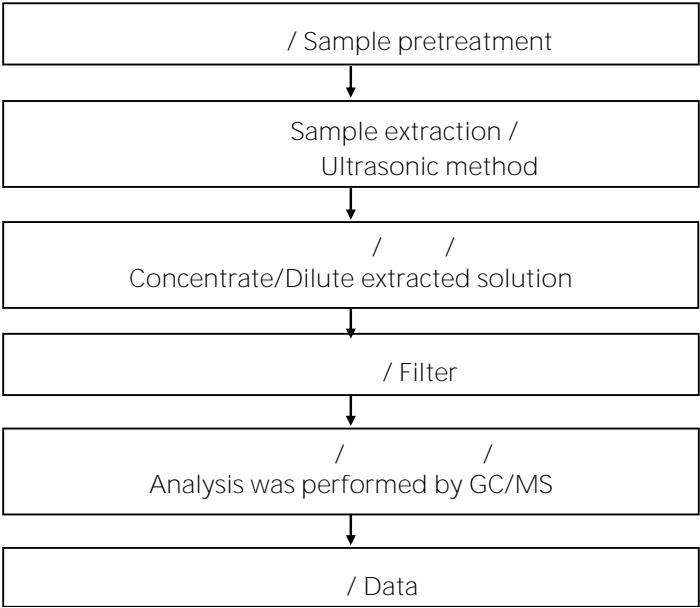 / Sample pretreatment
Sample extraction /
Ultrasonic method
/ /
Concentrate/Dilute extracted solution
/ Filter
/ /
Analysis was performed by GC/MS
/ Data